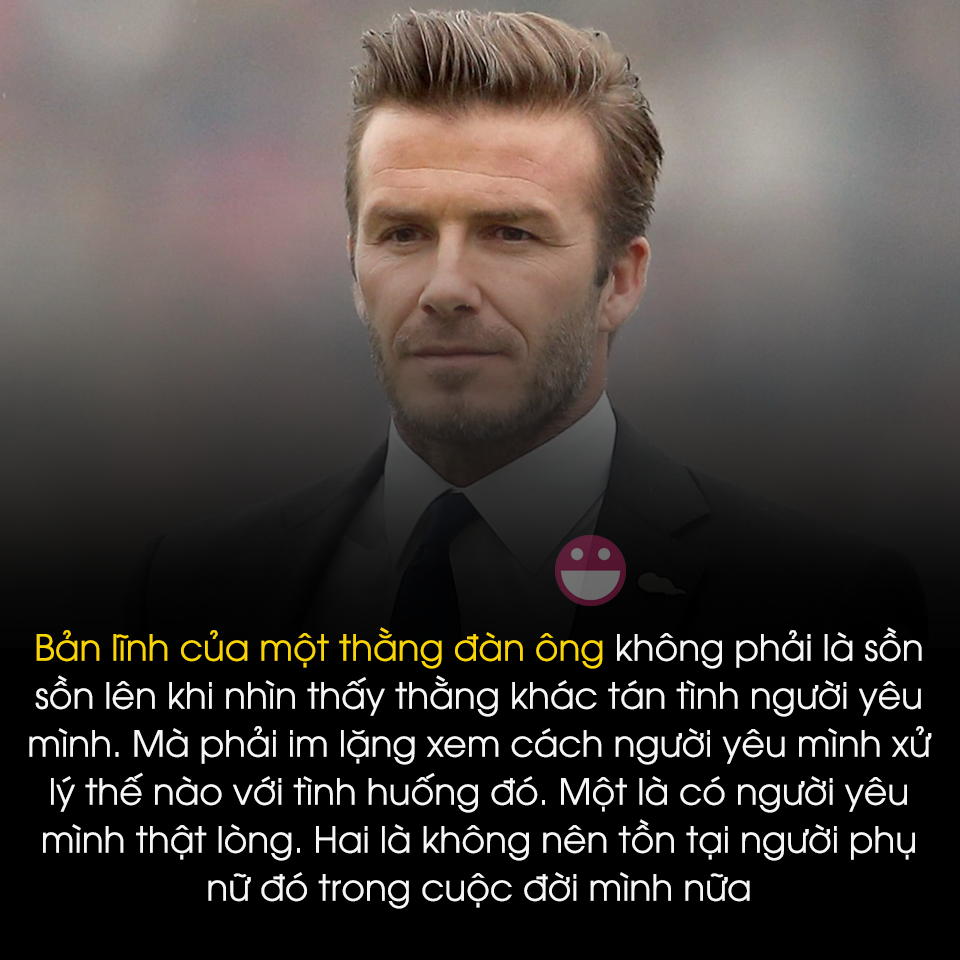 Bản lĩnh của một thằng đàn ông không phải là sồn
sồn lên khi nhìn thấy thằng khác tán tình người yêu
mình. Mà phải im lặng xem cách người yêu mình xử
lý thế nào với tình huống đó. Một là có người yêu
mình thật lòng. Hai là không nên tồn tại người phụ
nữ đó trong cuộc đời mình nữa